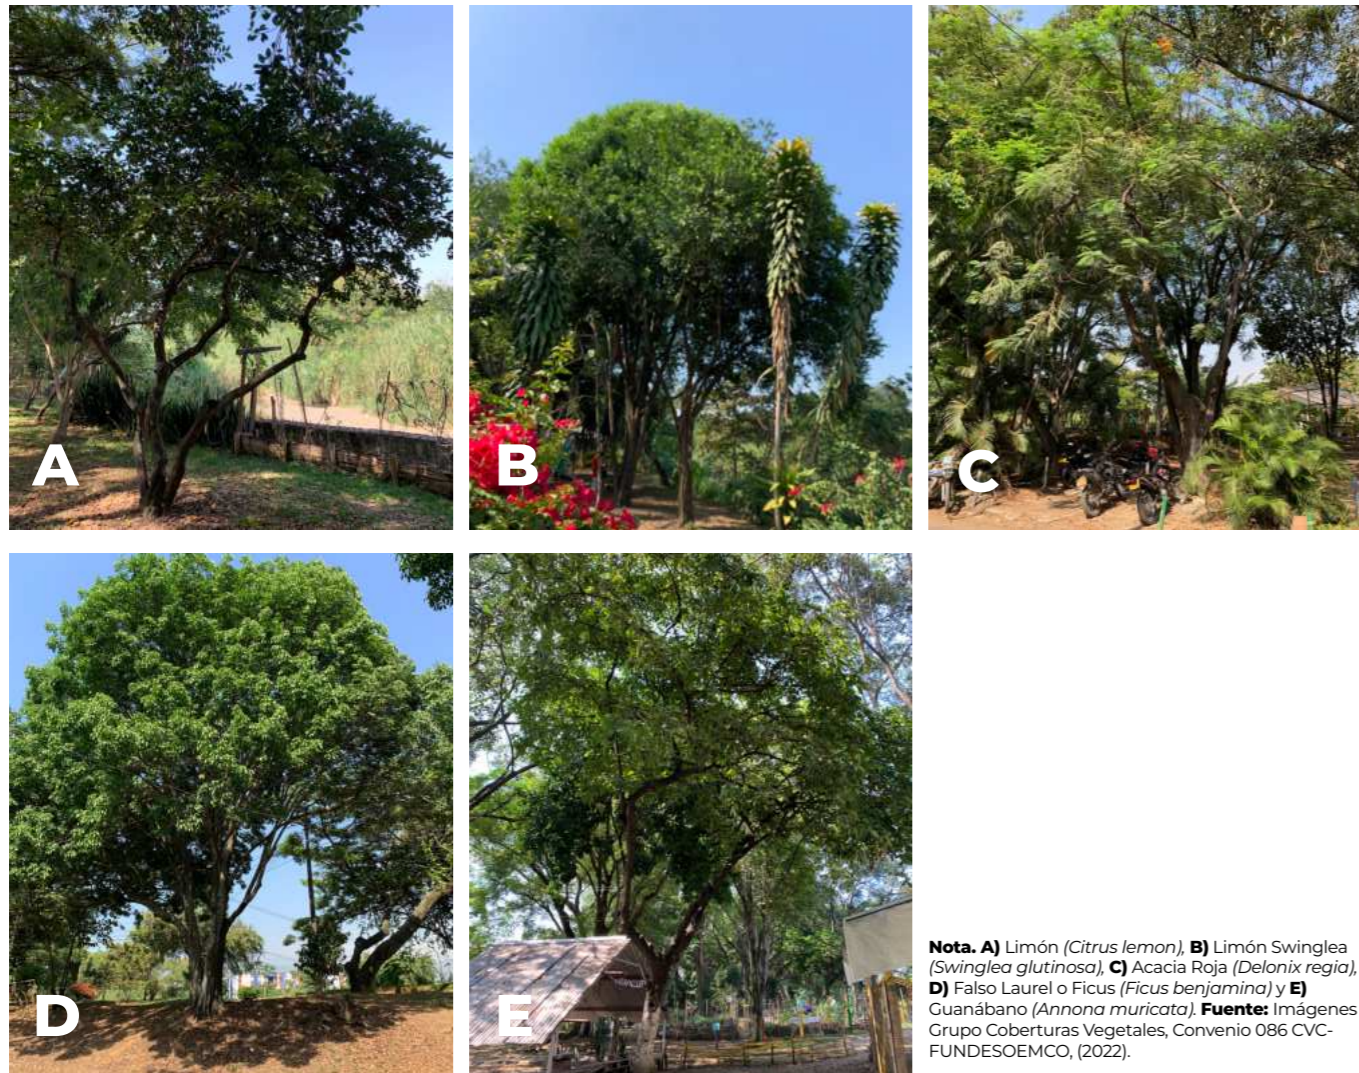 A
B
C
D
E
Nota. A) Limón (Citrus lemon), B) Limón Swinglea
(Swinglea glutinosa), C) Acacia Roja (Delonix regia),
D) Falso Laurel o Ficus (Ficus benjamina) y E)
Guanábano (Annona muricata). Fuente: Imágenes
Grupo Coberturas Vegetales, Convenio 086 CVC-
FUNDESOEMCO, (2022).